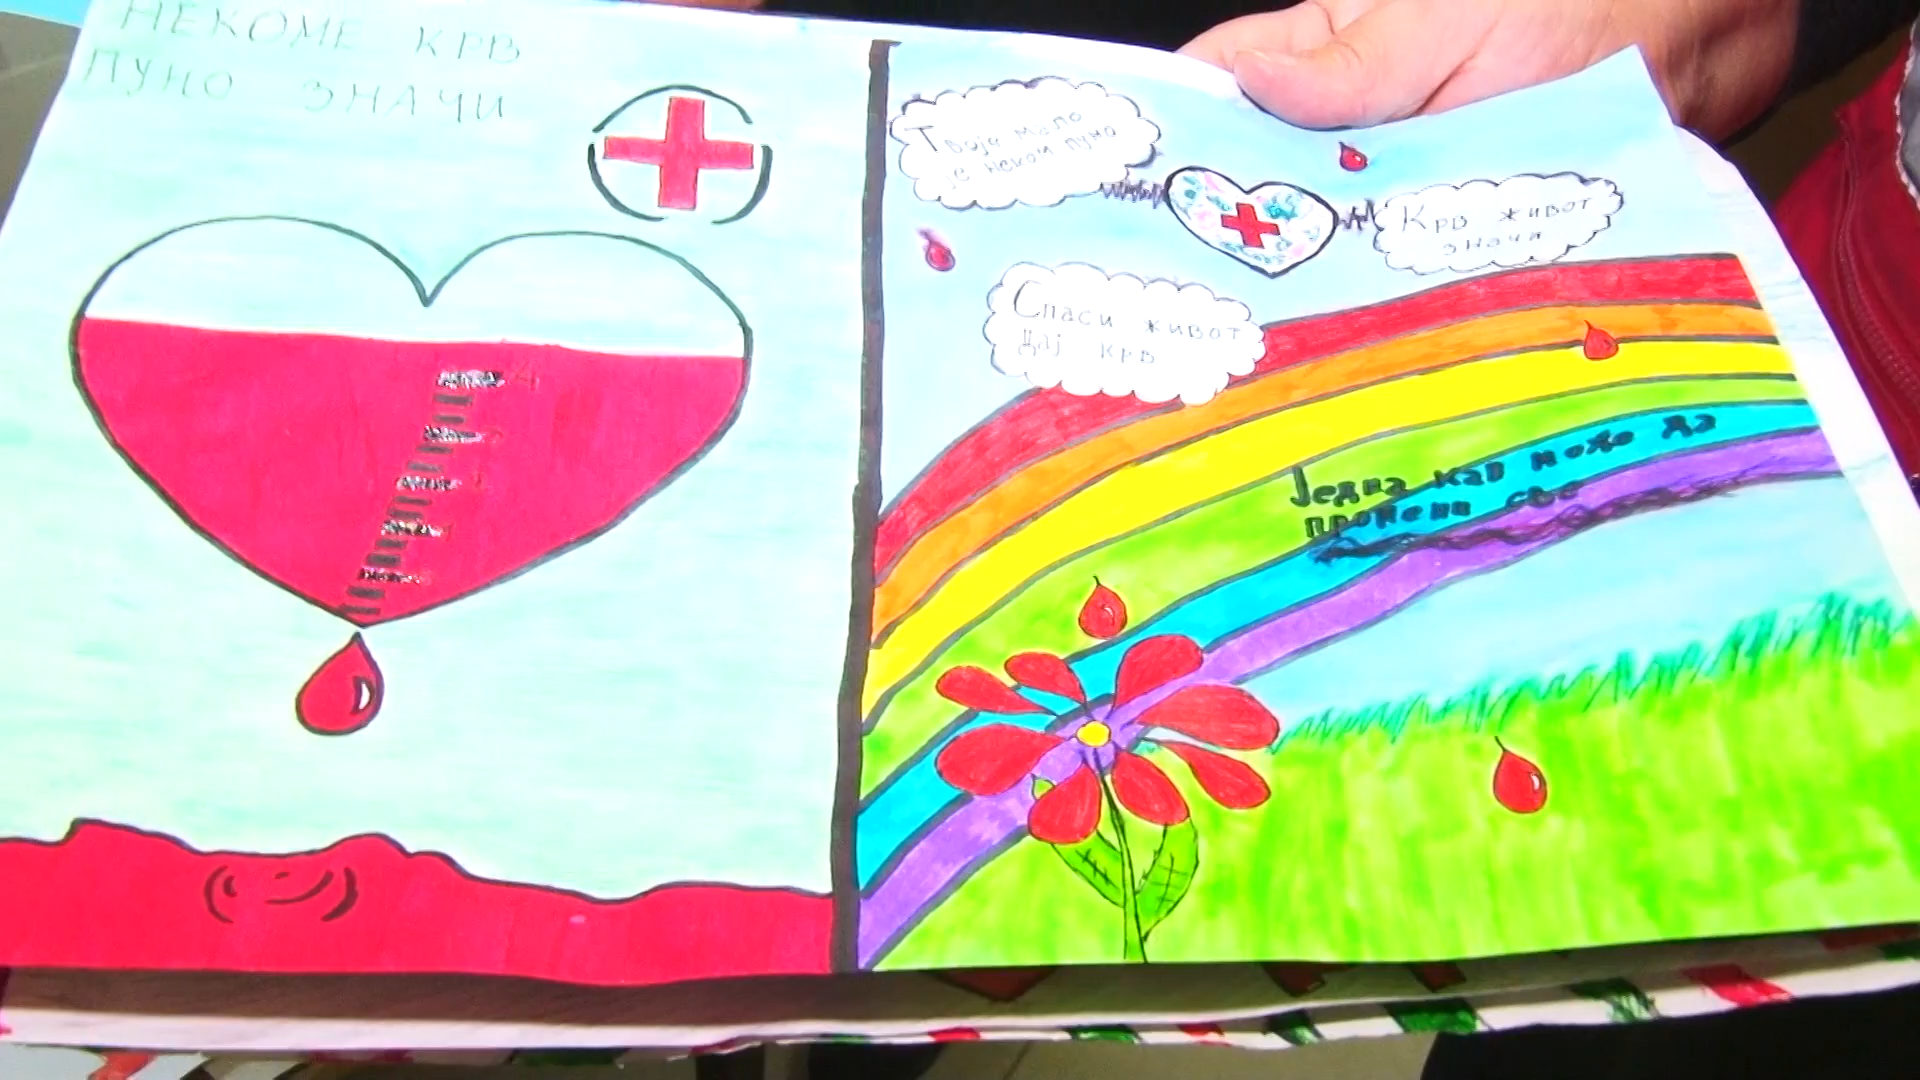 НЕКОМЕ КРВ
ПУНО ЗНАЧИ
Твоје мало
је неком пуно
Крв живот
значи
Спаси живот
Дај крв
Једна кап може да
промени све